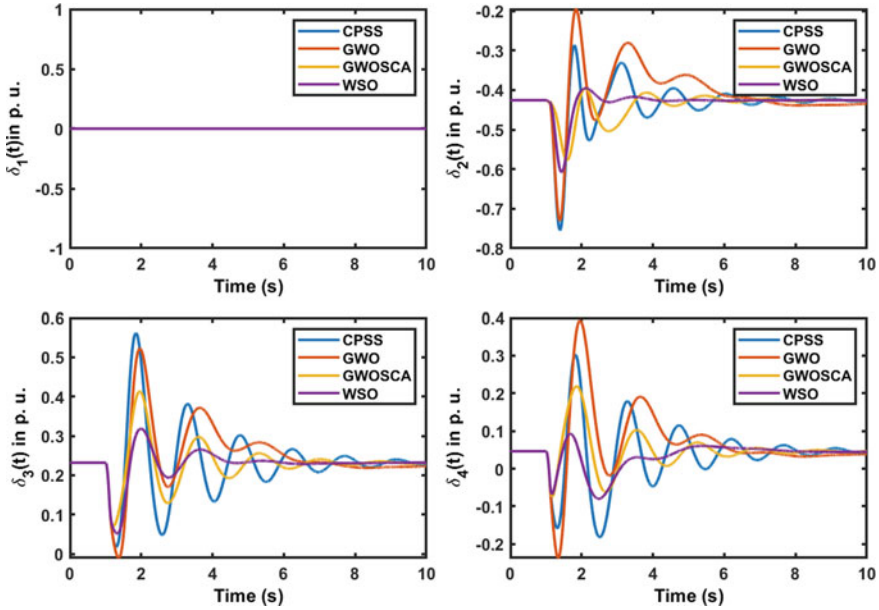 1
0.5
0
-0.5
-1
δ1(t)in p. u.
CPSS
GWO
GWOSCA
WSO
0 2 4 6 8 10
Time (s)
-0.2
-0.3
-0.4
-0.5
-0.6
-0.7
-0.8
δ2(t) in p. u.
CPSS
GWO
GWOSCA
WSO
0 2 4 6 8 10
Time (s)
0.6
0.5
0.4
0.3
0.2
0.1
0
δ3(t) in p. u.
CPSS
GWO
GWOSCA
WSO
0 2 4 6 8 10
Time (s)
0.4
0.3
0.2
0.1
0
-0.1
-0.2
δ4(t) in p. u.
CPSS
GWO
GWOSCA
WSO
0 2 4 6 8 10
Time (s)